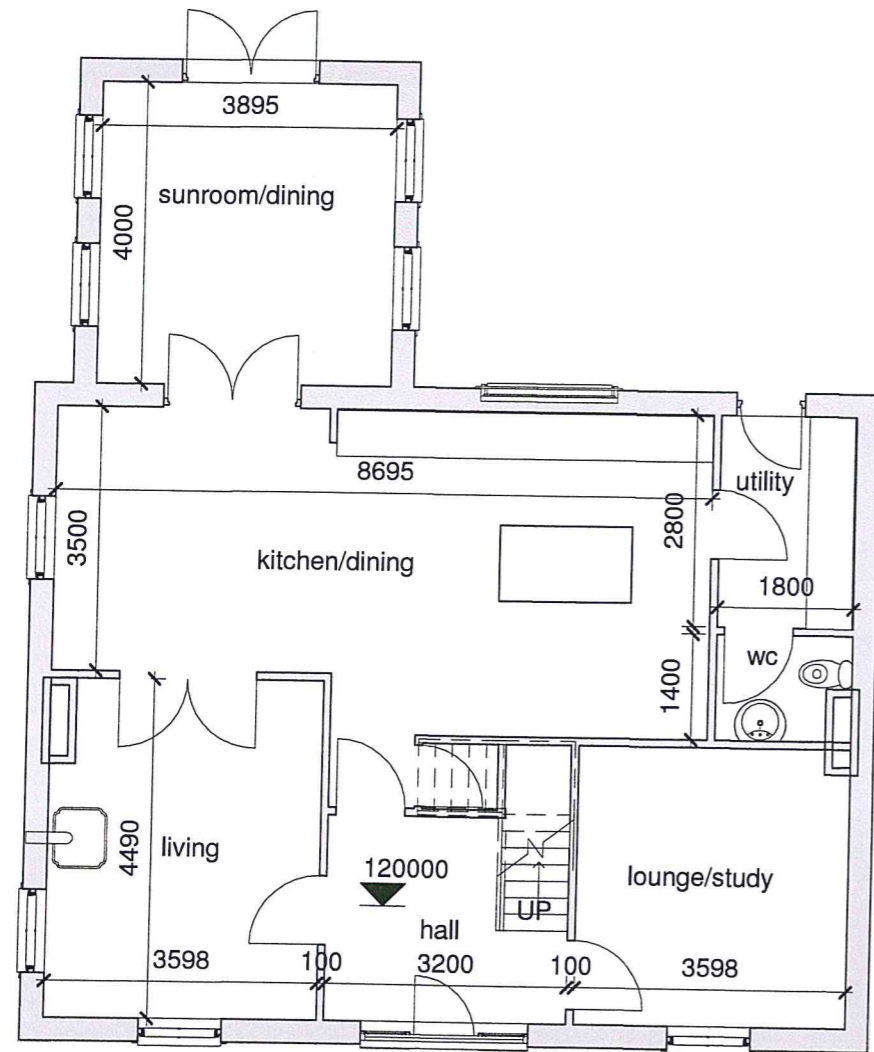 3895
sunroom/dining
4000
8695
utility
3500
2800
kitchen/dining
1800
wc
1400
4490
living
120000
lounge/study
UP
hall
3598
100
3200
100
3598